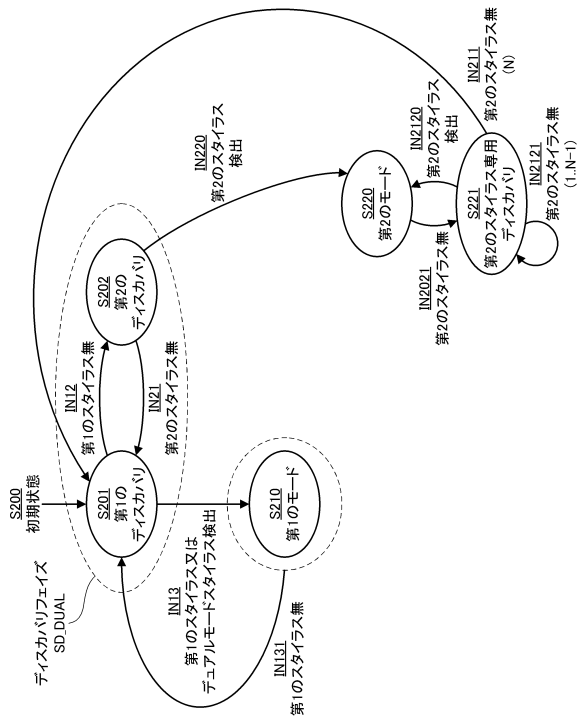 ディスカバリフェイズ
SD_DUAL
S200
初期状態
S201
第1の
ディスカバリ
IN12
第1のスタイラス無
IN21
第2のスタイラス無
S202
第2の
ディスカバリ
IN13
第1のスタイラス又は
デュアルモードスタイラス検出
S210
第1のモード
IN131
第1のスタイラス無
IN220
第2のスタイラス
検出
S220
第2のモード
IN2021
第2のスタイラス無
IN2120
第2のスタイラス
検出
S221
第2のスタイラス専用
ディスカバリ
IN2121
第2のスタイラス無
(1..N-1)
IN211
第2のスタイラス無
(N)